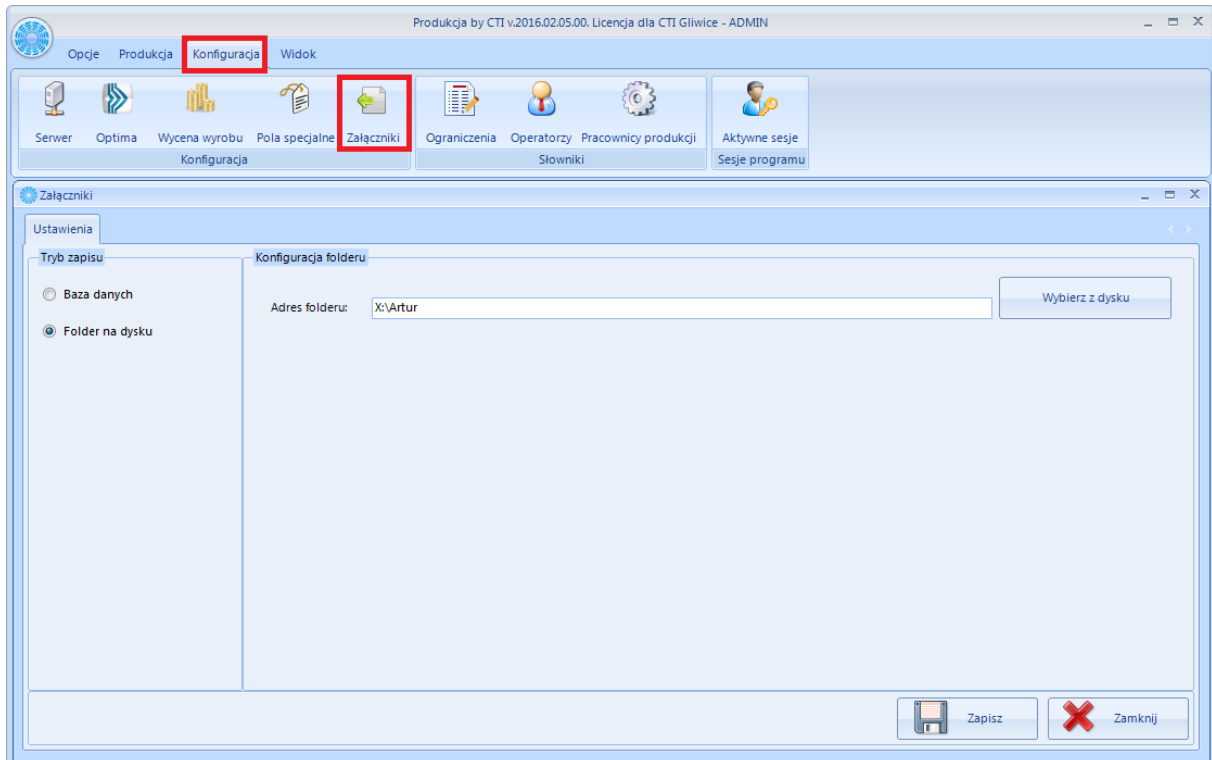 Produkcja by CTI v.2016.02.05.00. Licencja dla CTI Gliwice - ADMIN
Opcje Produkcja Konfiguracja Widok
Serwer Optima Wycena wyrobu Pola specjalne Załączniki Ograniczenia Operatorzy Pracownicy produkcji Aktywne sesje
Konfiguracja Słowniki Sesje programu
Załączniki
Ustawienia
Tryb zapisu Konfiguracja folderu
Baza danych
Adres folderu: X:\Artur Wybierz z dysku
Folder na dysku
Zapisz Zamknij